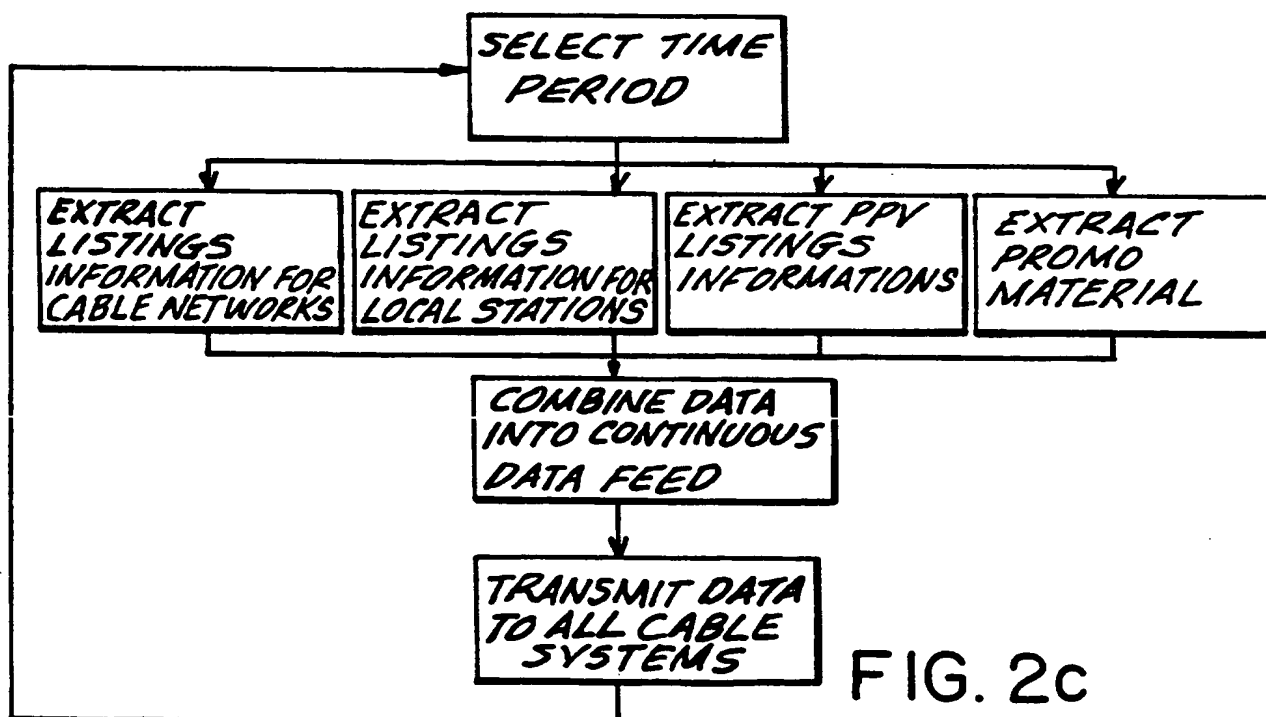 SELECT TIME
PERIOD
EXTRACT
LISTINGS
INFORMATION FOR
CABLE NETWORKS
EXTRACT
LISTINGS
INFORMATION FOR
LOCAL STATIONS
EXTRACT PPV
LISTINGS
INFORMATIONS
EXTRACT
PROMO
MATERIAL
COMBINE DATA
INTO CONTINUOUS
DATA FEED
TRANSMIT DATA
TO ALL CABLE
SYSTEMS
FIG. 2c